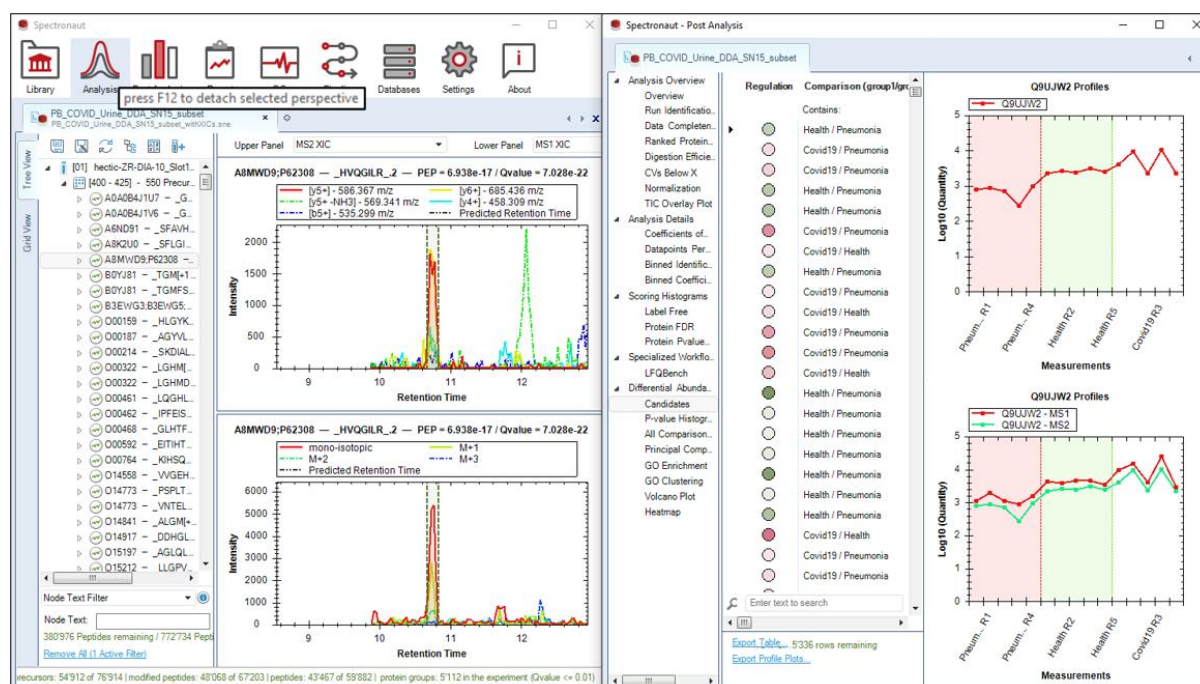 Spectronaut
Library
Analysis
Databases
Settings
About
press F12 to detach selected perspective
PB_COVID_Urine_DDA_SN15_subset
PB_COVID_Urine_DDA_SN15_subset_withXICs.sne
Tree View
Grid View
[01] hectic-ZR-DIA-10_Slot1...
[400 - 425] - 550 Precur...
A0A0B4J1U7 - _G...
A0A0B4J1V6 - _G...
A6ND91 - _SFAVH...
A8K2U0 - _SFLGI...
A8MWD9;P62308 -...
B0YJ81 - _TGM[+1...
B0YJ81 - _TGMFS...
B3EWG3;B3EWG5;...
O00159 - _HLGYK...
O00187 - _AGYVL...
O00214 - _SKDIAL...
O00322 - _LGHM[...
O00322 - _LGHMD...
O00461 - _LQGHL...
O00462 - _IPFEIS...
O00468 - _GLHTF...
O00592 - _EITIHT...
O00764 - _KIHSQ...
O14558 - _VVGEH...
O14773 - _PSPLT...
O14773 - _VNTEL...
O14841 - _ALGM[+...
O14917 - _DDHGL...
O15197 - _AGLQL...
O15212 - LLGPV...
Node Text Filter
Node Text:
380'976 Peptides remaining / 772'734 Pepti
Remove All (1 Active Filter)
Upper Panel MS2 XIC Lower Panel MS1 XIC
A8MWD9;P62308 — _HVQGILR_.2 — PEP = 6.938e-17 / Qvalue = 7.028e-22
[y5+] - 586.367 m/z [y6+] - 685.436 m/z
[y5+ -NH3] - 569.341 m/z [y4+] - 458.309 m/z
[b5+] - 535.299 m/z Predicted Retention Time
Intensity
2000
1500
1000
500
0
9 10 11 12
Retention Time
A8MWD9;P62308 — _HVQGILR_.2 — PEP = 6.938e-17 / Qvalue = 7.028e-22
mono-isotopic M+1
M+2 M+3
Predicted Retention Time
Intensity
6000
5000
4000
3000
2000
1000
0
9 10 11 12
Retention Time
recursors: 54'912 of 76'914 | modified peptides: 48'068 of 67'203 | peptides: 43'467 of 59'882 | protein groups: 5'112 in the experiment (Qvalue <= 0.01)
Spectronaut - Post Analysis
PB_COVID_Urine_DDA_SN15_subset
Analysis Overview
Overview
Run Identificatio...
Data Completen...
Ranked Protein...
Digestion Efficie...
CVs Below X
Normalization
TIC Overlay Plot
Analysis Details
Coefficients of...
Datapoints Per...
Binned Identific...
Binned Coeffici...
Scoring Histograms
Label Free
Protein FDR
Protein Pvalue...
Specialized Workflo...
LFQBench
Differential Abunda...
Candidates
P-value Histogr...
All Comparison...
Principal Comp...
GO Enrichment
GO Clustering
Volcano Plot
Heatmap
Regulation Comparison (group1/gro
Contains:
Health / Pneumonia
Covid19 / Pneumonia
Covid19 / Pneumonia
Health / Pneumonia
Health / Pneumonia
Covid19 / Pneumonia
Covid19 / Health
Health / Pneumonia
Covid19 / Pneumonia
Covid19 / Health
Covid19 / Pneumonia
Covid19 / Pneumonia
Covid19 / Health
Health / Pneumonia
Health / Pneumonia
Health / Pneumonia
Health / Pneumonia
Health / Pneumonia
Health / Pneumonia
Health / Pneumonia
Covid19 / Health
Covid19 / Pneumonia
Covid19 / Pneumonia
Enter text to search
Export Table... 5'336 rows remaining
Export Profile Plots...
Q9UJW2 Profiles
Q9UJW2
Log10 (Quantity)
5
4
3
2
1
0
Pneum... R1
Pneum... R4
Health R2
Health R5
Covid19 R3
Measurements
Q9UJW2 Profiles
Q9UJW2 - MS1
Q9UJW2 - MS2
Log10 (Quantity)
5
4
3
2
1
0
Pneum... R1
Pneum... R4
Health R2
Health R5
Covid19 R3
Measurements